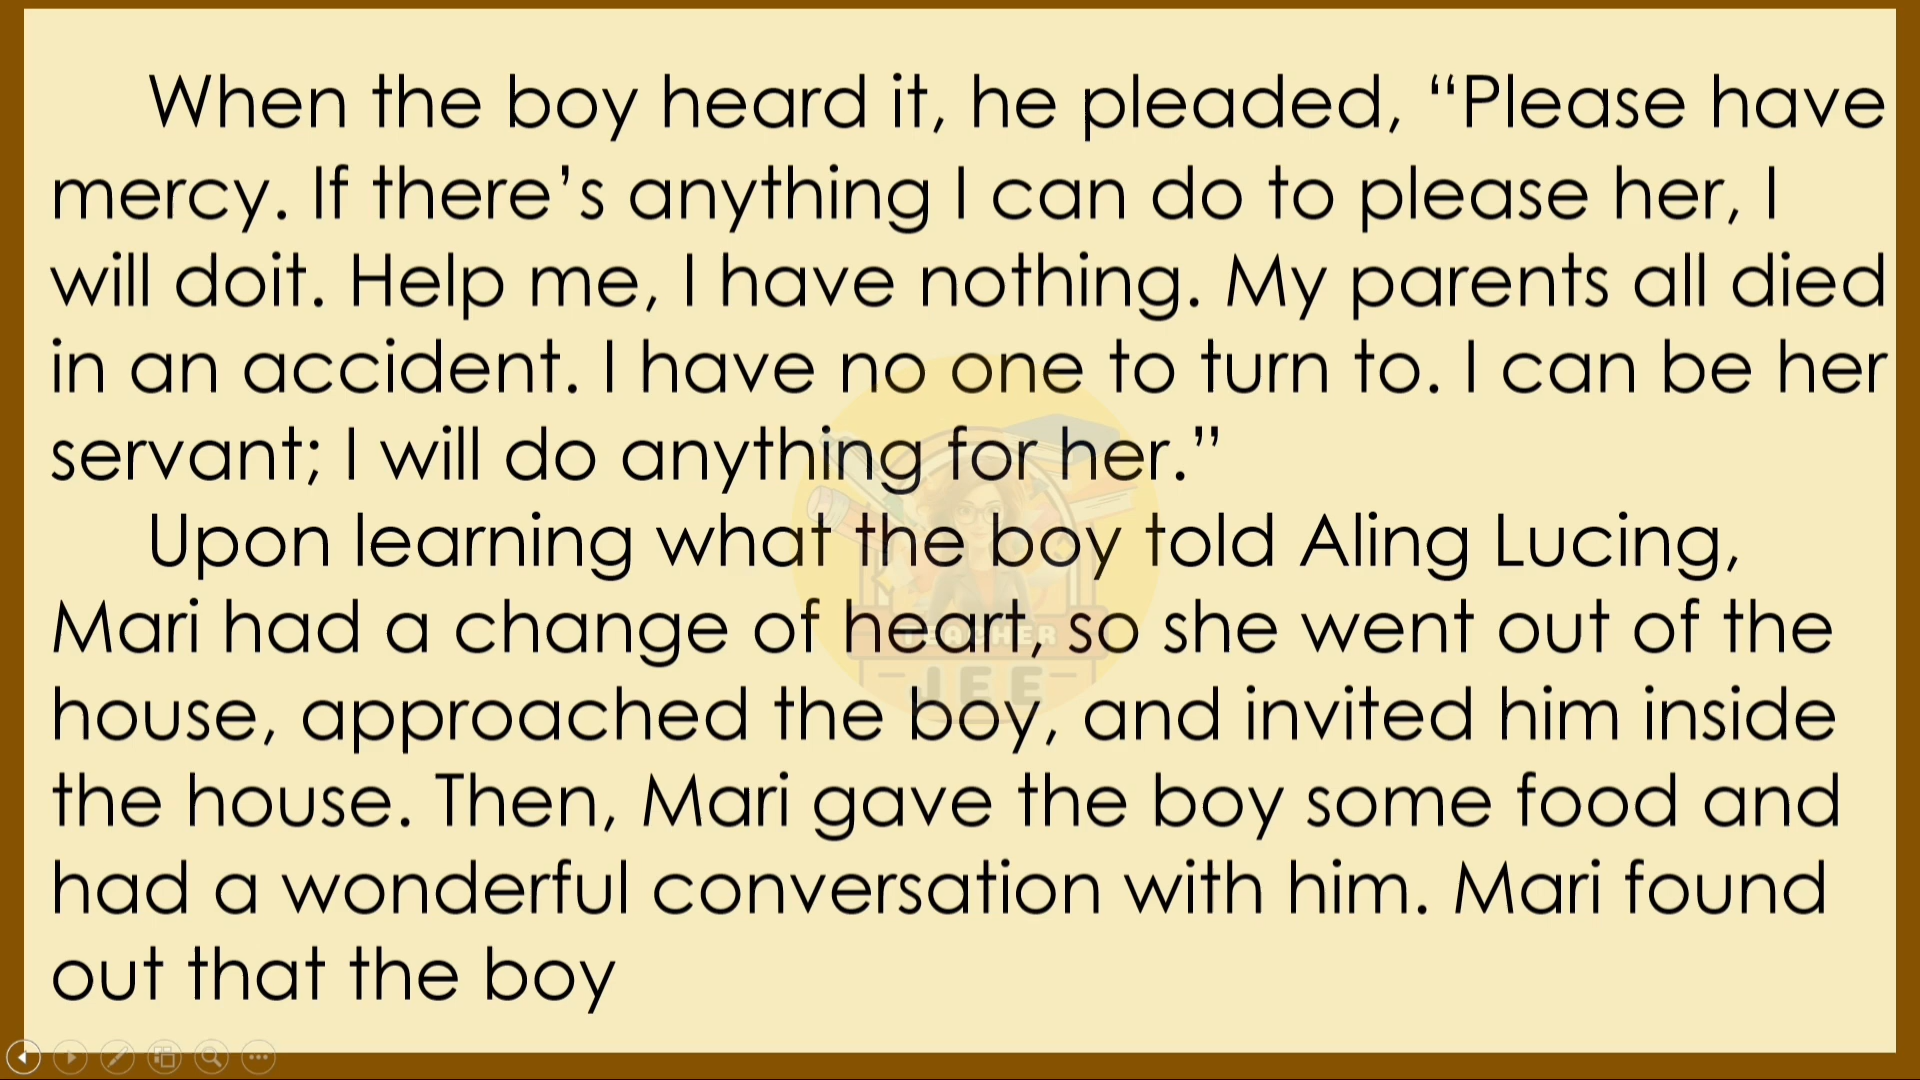 When the boy heard it, he pleaded, “Please have
mercy. If there’s anything I can do to please her, I
will doit. Help me, I have nothing. My parents all died
in an accident. I have no one to turn to. I can be her
servant; I will do anything for her.”
Upon learning what the boy told Aling Lucing,
Mari had a change of heart, so she went out of the
house, approached the boy, and invited him inside
the house. Then, Mari gave the boy some food and
had a wonderful conversation with him. Mari found
out that the boy
TEACHER
JEE